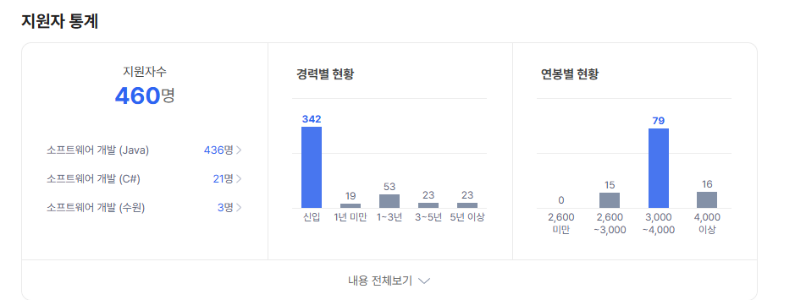 지원자 통계
지원자수
460명
소프트웨어 개발 (Java) 436명
소프트웨어 개발 (C#) 21명
소프트웨어 개발 (수원) 3명
경력별 현황
342 19 53 23 23
신입 1년 미만 1~3년 3~5년 5년 이상
연봉별 현황
0 15 79 16
2,600 2,600 3,000 4,000
미만 ~3,000 ~4,000 이상
내용 전체보기